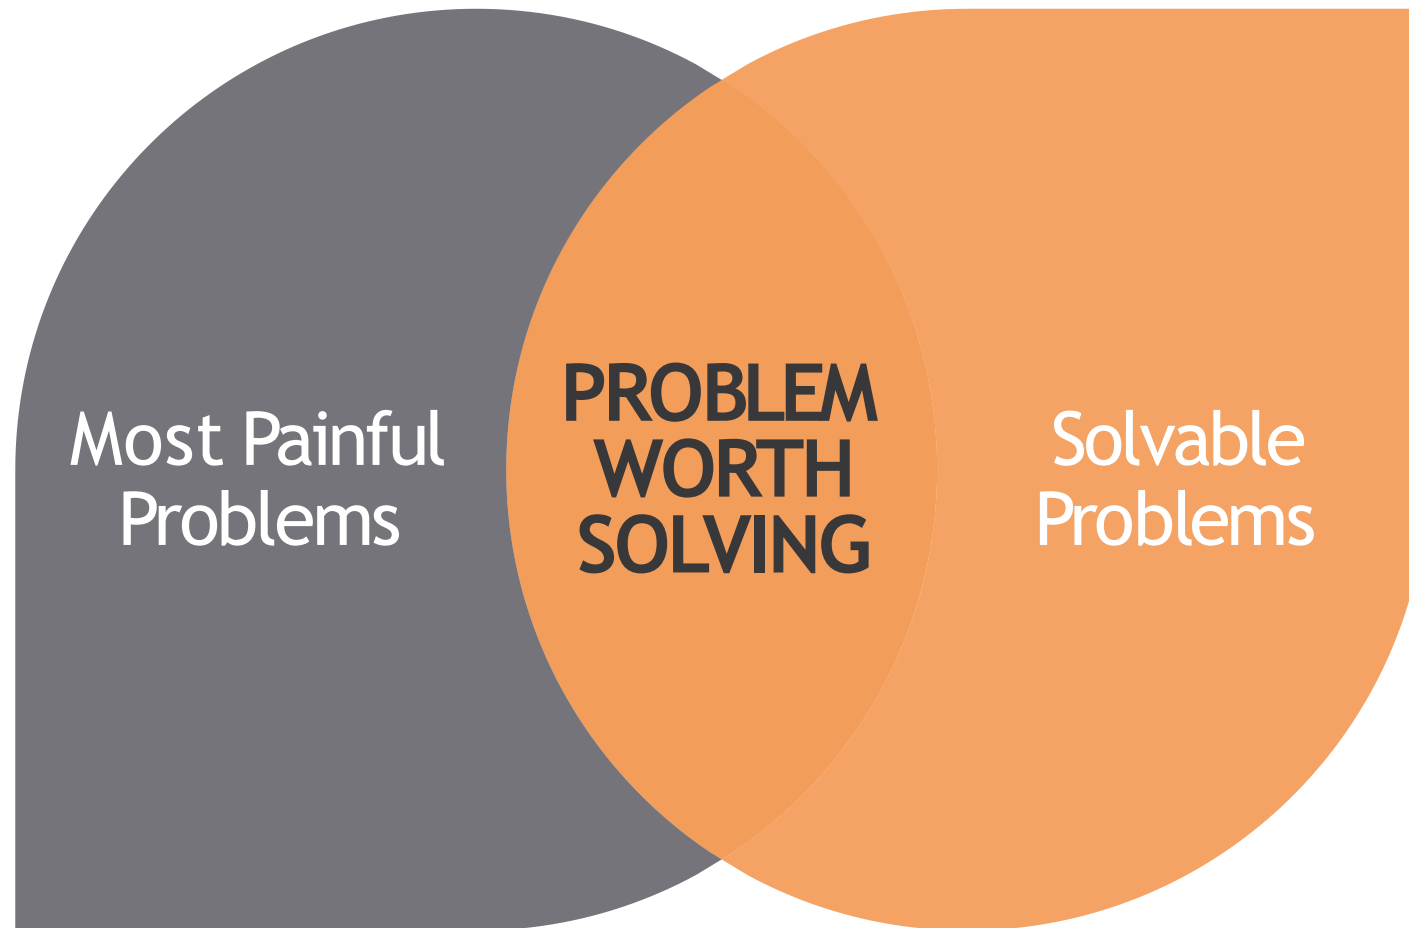 Most Painful
Problems
PROBLEM
WORTH
SOLVING
Solvable
Problems